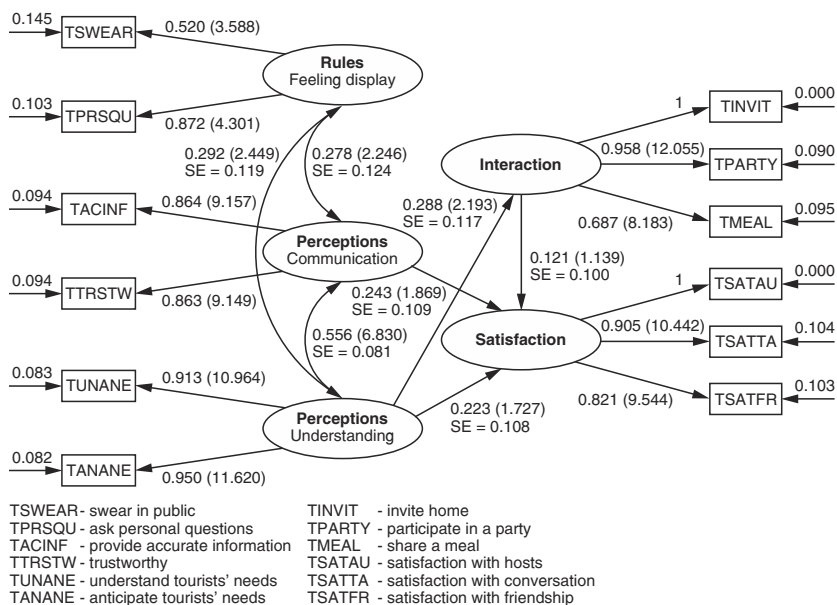 0.145
TSWEAR
0.520 (3.588)
Rules
Feeling display
0.103
TPRSQU
0.872 (4.301)
0.292 (2.449)
SE = 0.119
0.278 (2.246)
SE = 0.124
0.094
TACINF
0.864 (9.157)
Perceptions
Communication
0.094
TTRSTW
0.863 (9.149)
0.243 (1.869)
SE = 0.109
0.556 (6.830)
SE = 0.081
0.083
TUNANE
0.913 (10.964)
Perceptions
Understanding
0.082
TANANE
0.950 (11.620)
0.288 (2.193)
SE = 0.117
0.223 (1.727)
SE = 0.108
Interaction
0.121 (1.139)
SE = 0.100
Satisfaction
1
TINVIT
0.000
0.958 (12.055)
TPARTY
0.090
0.687 (8.183)
TMEAL
0.095
1
TSATAU
0.000
0.905 (10.442)
TSATTA
0.104
0.821 (9.544)
TSATFR
0.103
TSWEAR - swear in public
TPRSQU - ask personal questions
TACINF - provide accurate information
TTRSTW - trustworthy
TUNANE - understand tourists' needs
TANANE - anticipate tourists' needs
TINVIT - invite home
TPARTY - participate in a party
TMEAL - share a meal
TSATAU - satisfaction with hosts
TSATTA - satisfaction with conversation
TSATFR - satisfaction with friendship